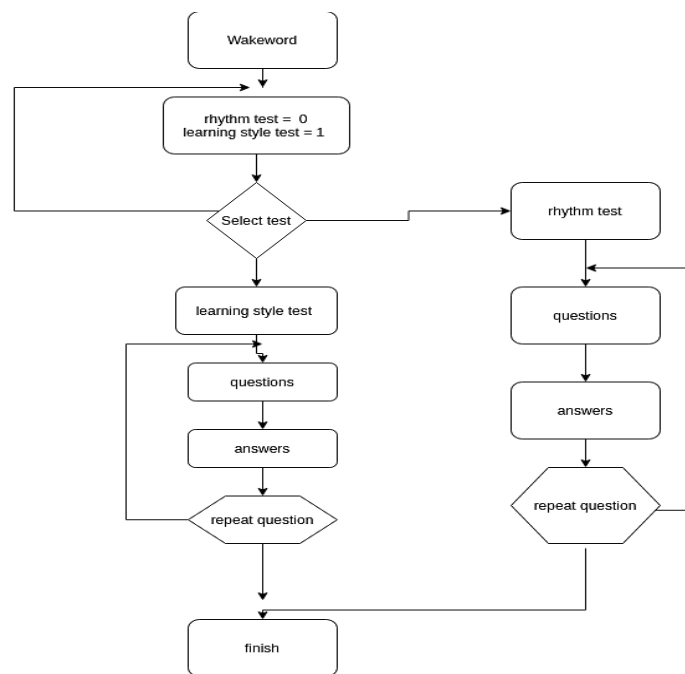 Wakeword
rhythm test =  0
learning style test = 1
Select test
rhythm test
learning style test
questions
questions
answers
answers
repeat question
repeat question
finish